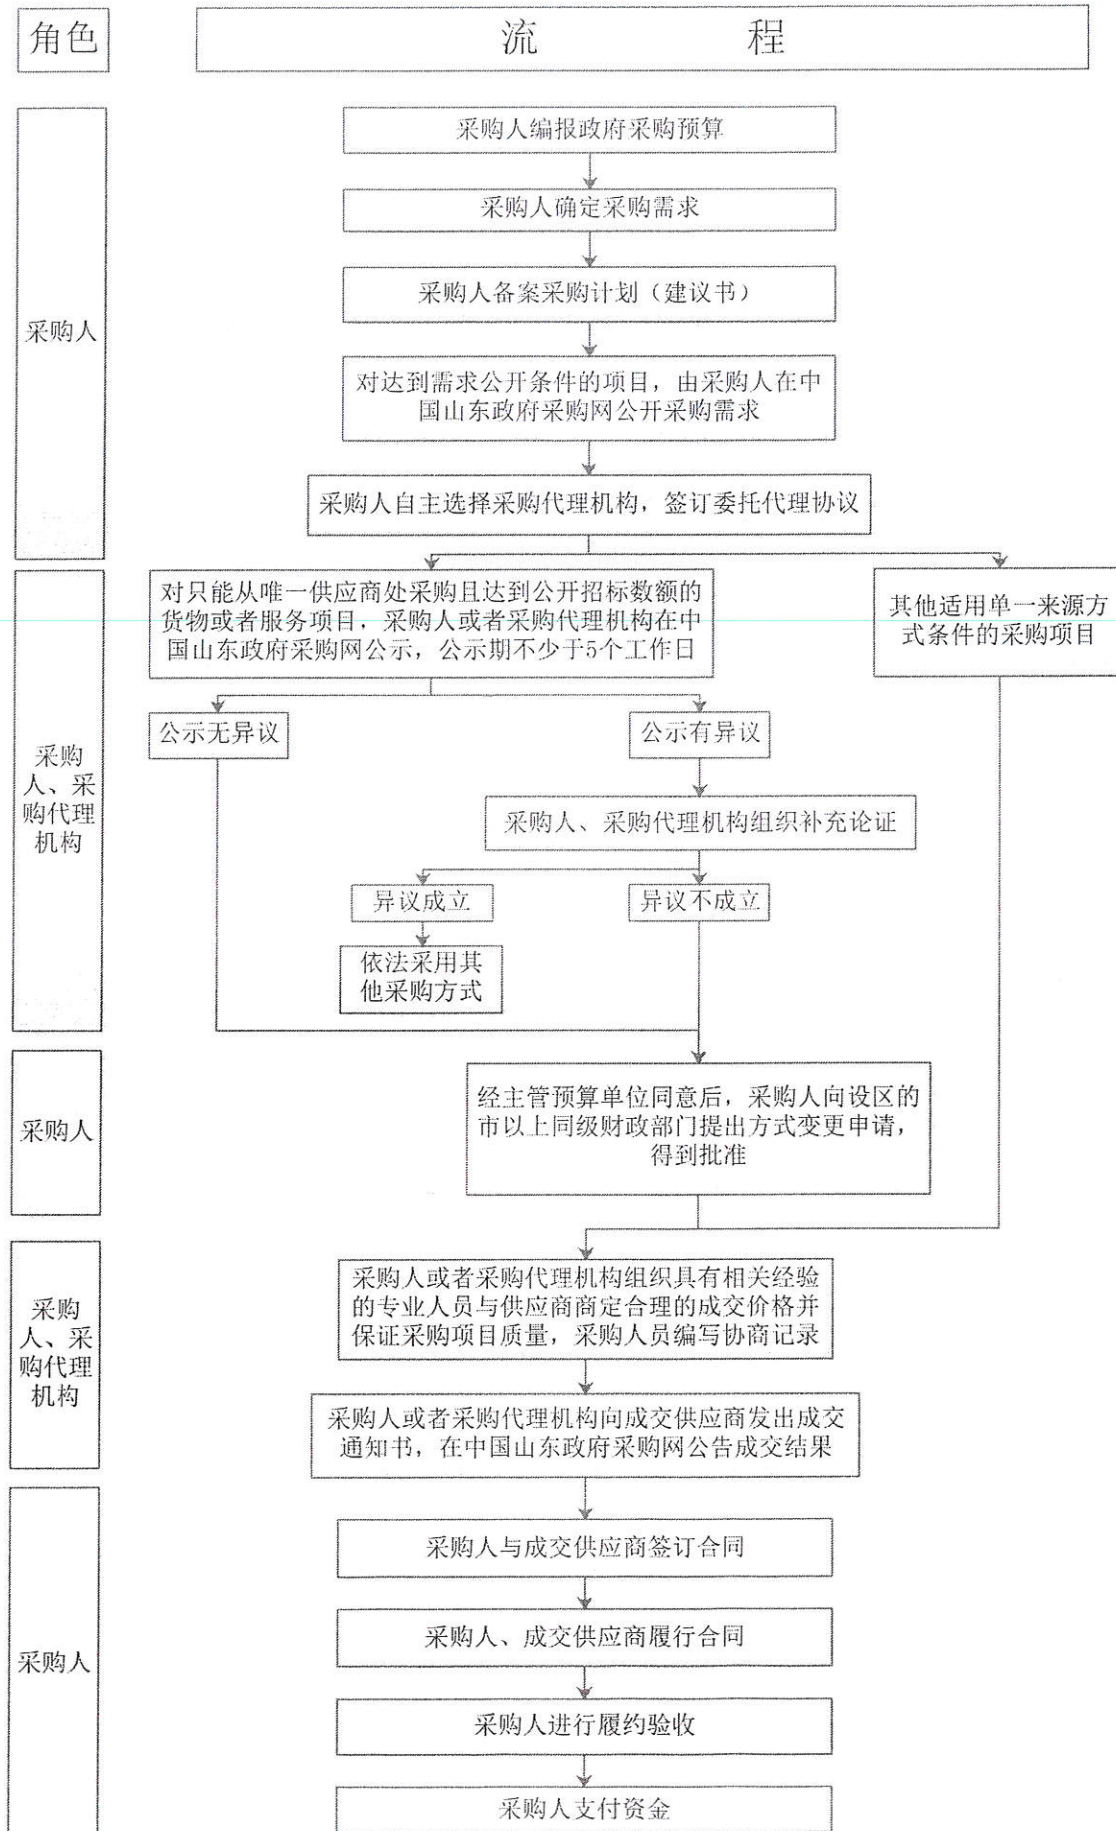 角色
流 程
采购人
采购人编报政府采购预算
采购人确定采购需求
采购人备案采购计划（建议书）
对达到需求公开条件的项目，由采购人在中
国山东政府采购网公开采购需求
采购人自主选择采购代理机构，签订委托代理协议
采购
人、采
购代理
机构
对只能从唯一供应商处采购且达到公开招标数额的
货物或者服务项目，采购人或者采购代理机构在中
国山东政府采购网公示，公示期不少于5个工作日
其他适用单一来源方
式条件的采购项目
公示无异议
公示有异议
采购人、采购代理机构组织补充论证
异议成立
异议不成立
依法采用其
他采购方式
采购人
经主管预算单位同意后，采购人向设区的
市以上同级财政部门提出方式变更申请，
得到批准
采购
人、采
购代理
机构
采购人或者采购代理机构组织具有相关经验
的专业人员与供应商商定合理的成交价格并
保证采购项目质量，采购人员编写协商记录
采购人或者采购代理机构向成交供应商发出成交
通知书，在中国山东政府采购网公告成交结果
采购人
采购人与成交供应商签订合同
采购人、成交供应商履行合同
采购人进行履约验收
采购人支付资金